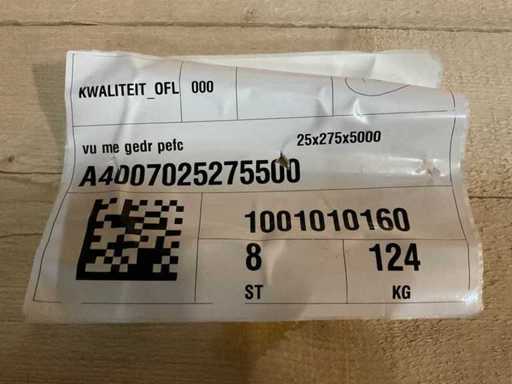 KWALITEIT_OFL 000
vu me gedr pefc 25x275x5000
A4007025275500
1001010160
8 124
ST KG